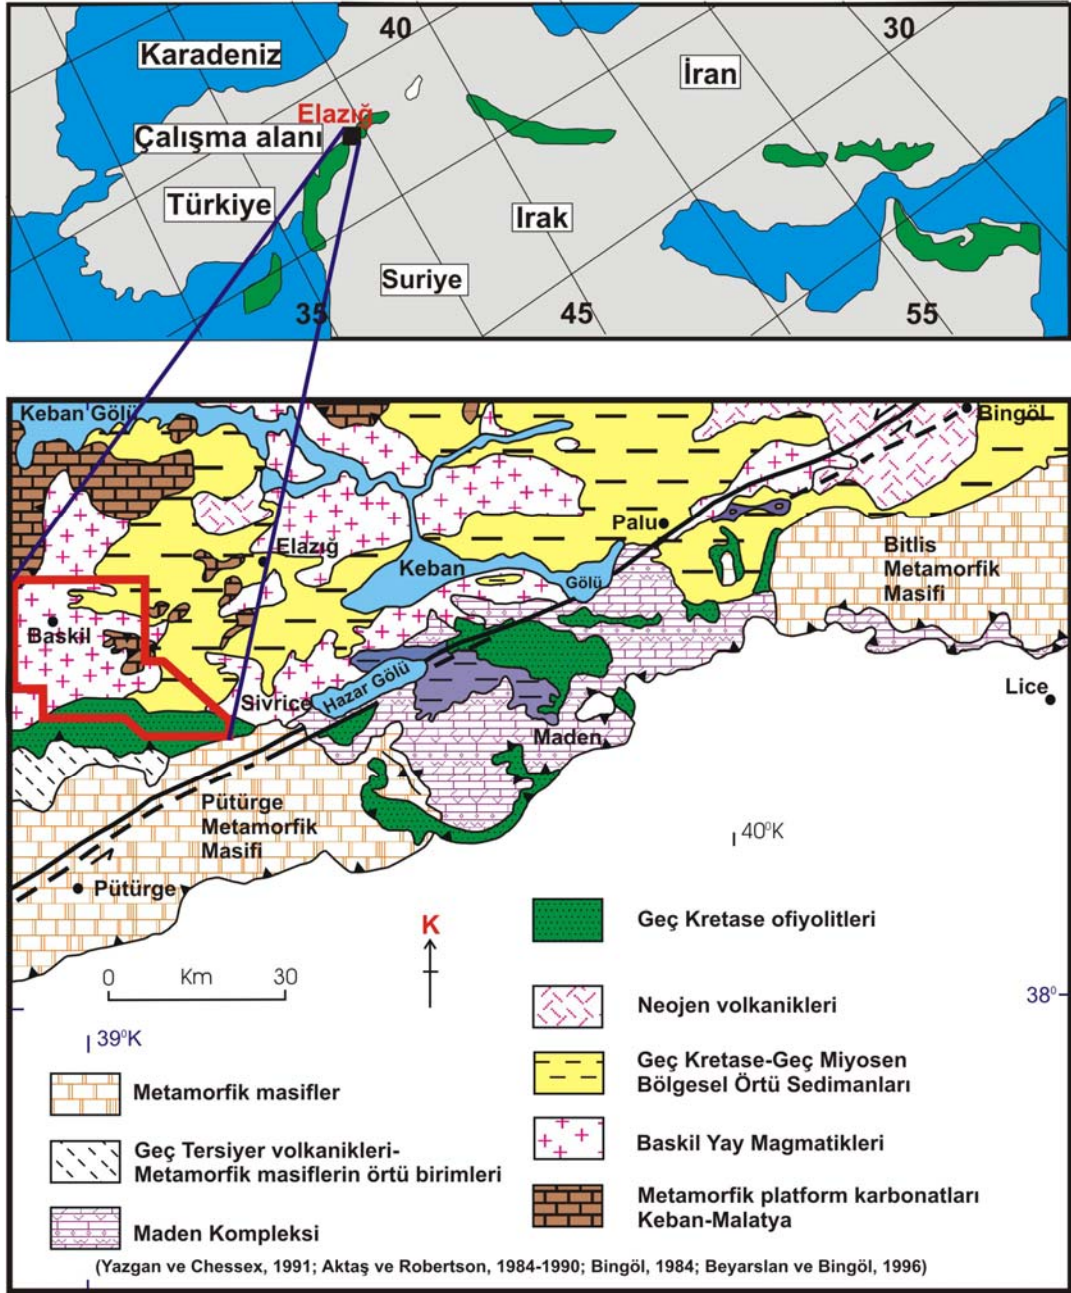 40
30
Karadeniz
İran
Elazığ
Çalışma alanı
Türkiye
Irak
Suriye
35
45
55
Keban Gölü
Bingöl
Palu
Elazığ
Keban
Gölü
Bitlis
Metamorfik
Masifi
Baskil
Hazar Gölü
Sivrice
Lice
Maden
Pütürge
Metamorfik
Masifi
40⁰K
Pütürge
K
0 Km 30
38⁰
39⁰K
Geç Kretase ofiyolitleri
Neojen volkanikleri
Geç Kretase-Geç Miyosen
Bölgesel Örtü Sedimanları
Baskil Yay Magmatikleri
Metamorfik platform karbonatları
Keban-Malatya
Metamorfik masifler
Geç Tersiyer volkanikleri-
Metamorfik masiflerin örtü birimleri
Maden Kompleksi
(Yazgan ve Chessex, 1991; Aktaş ve Robertson, 1984-1990; Bingöl, 1984; Beyarslan ve Bingöl, 1996)